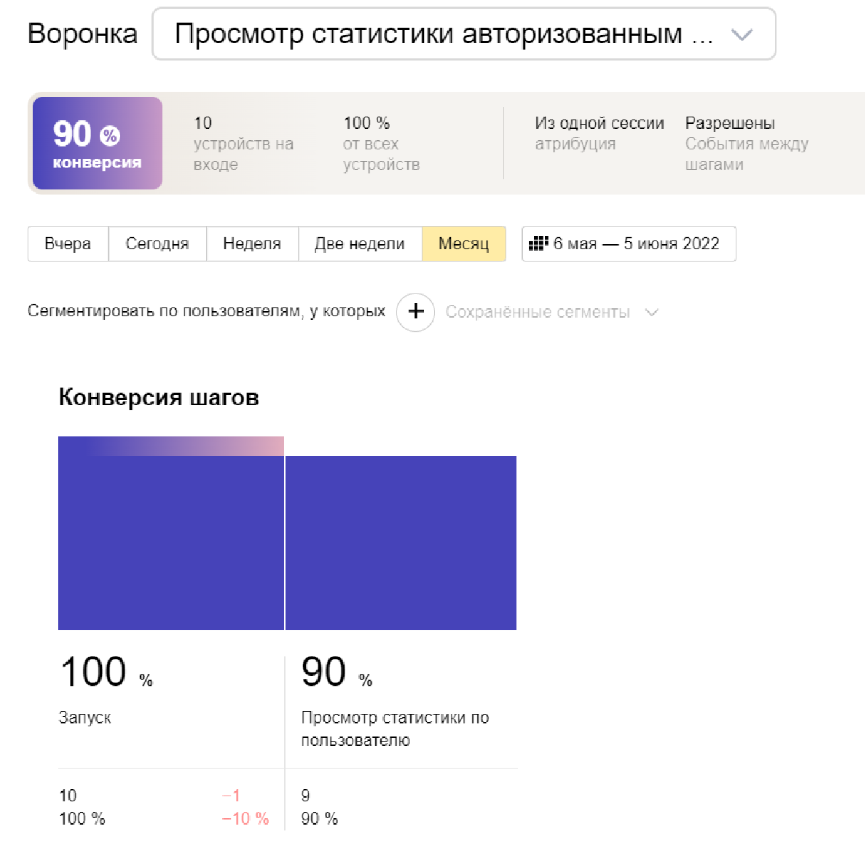 Воронка Просмотр статистики авторизованным ...
90 %
конверсия
10
устройств на
входе
100 %
от всех
устройств
Из одной сессии
атрибуция
Разрешены
События между
шагами
Вчера Сегодня Неделя Две недели Месяц 6 мая — 5 июня 2022
Сегментировать по пользователям, у которых + Сохранённые сегменты
Конверсия шагов
100 %
Запуск
90 %
Просмотр статистики по
пользователю
10 −1
100 % −10 %
9
90 %